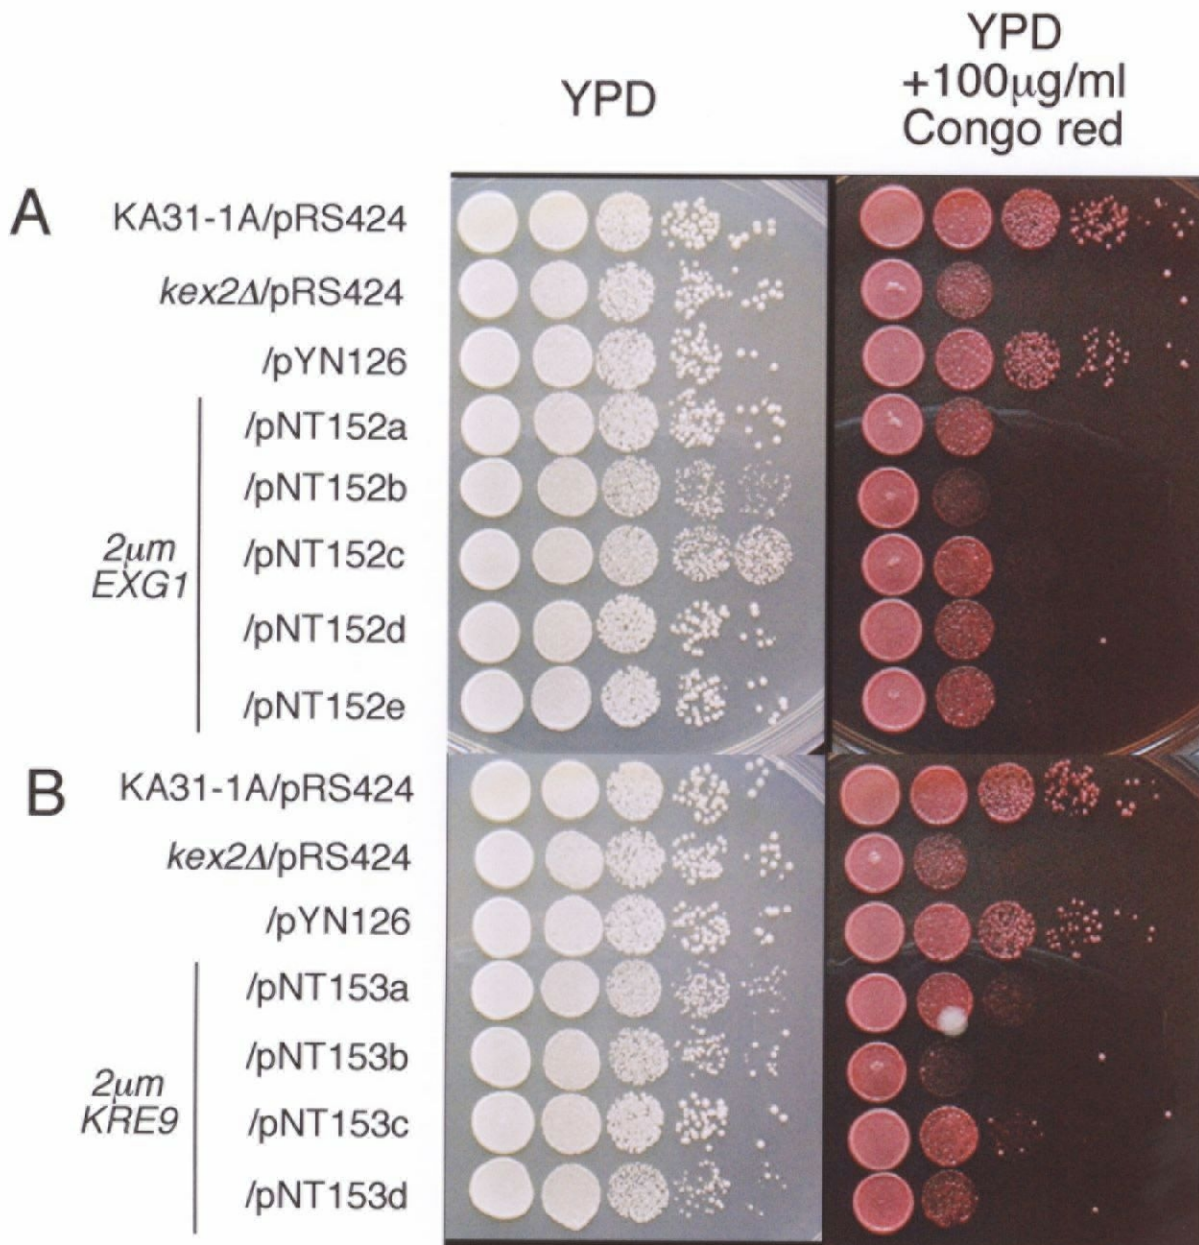 YPD
YPD
+100μg/ml
Congo red
A
KA31-1A/pRS424
kex2Δ/pRS424
/pYN126
/pNT152a
/pNT152b
/pNT152c
/pNT152d
/pNT152e
2μm
EXG1
B
KA31-1A/pRS424
kex2Δ/pRS424
/pYN126
/pNT153a
/pNT153b
/pNT153c
/pNT153d
2μm
KRE9